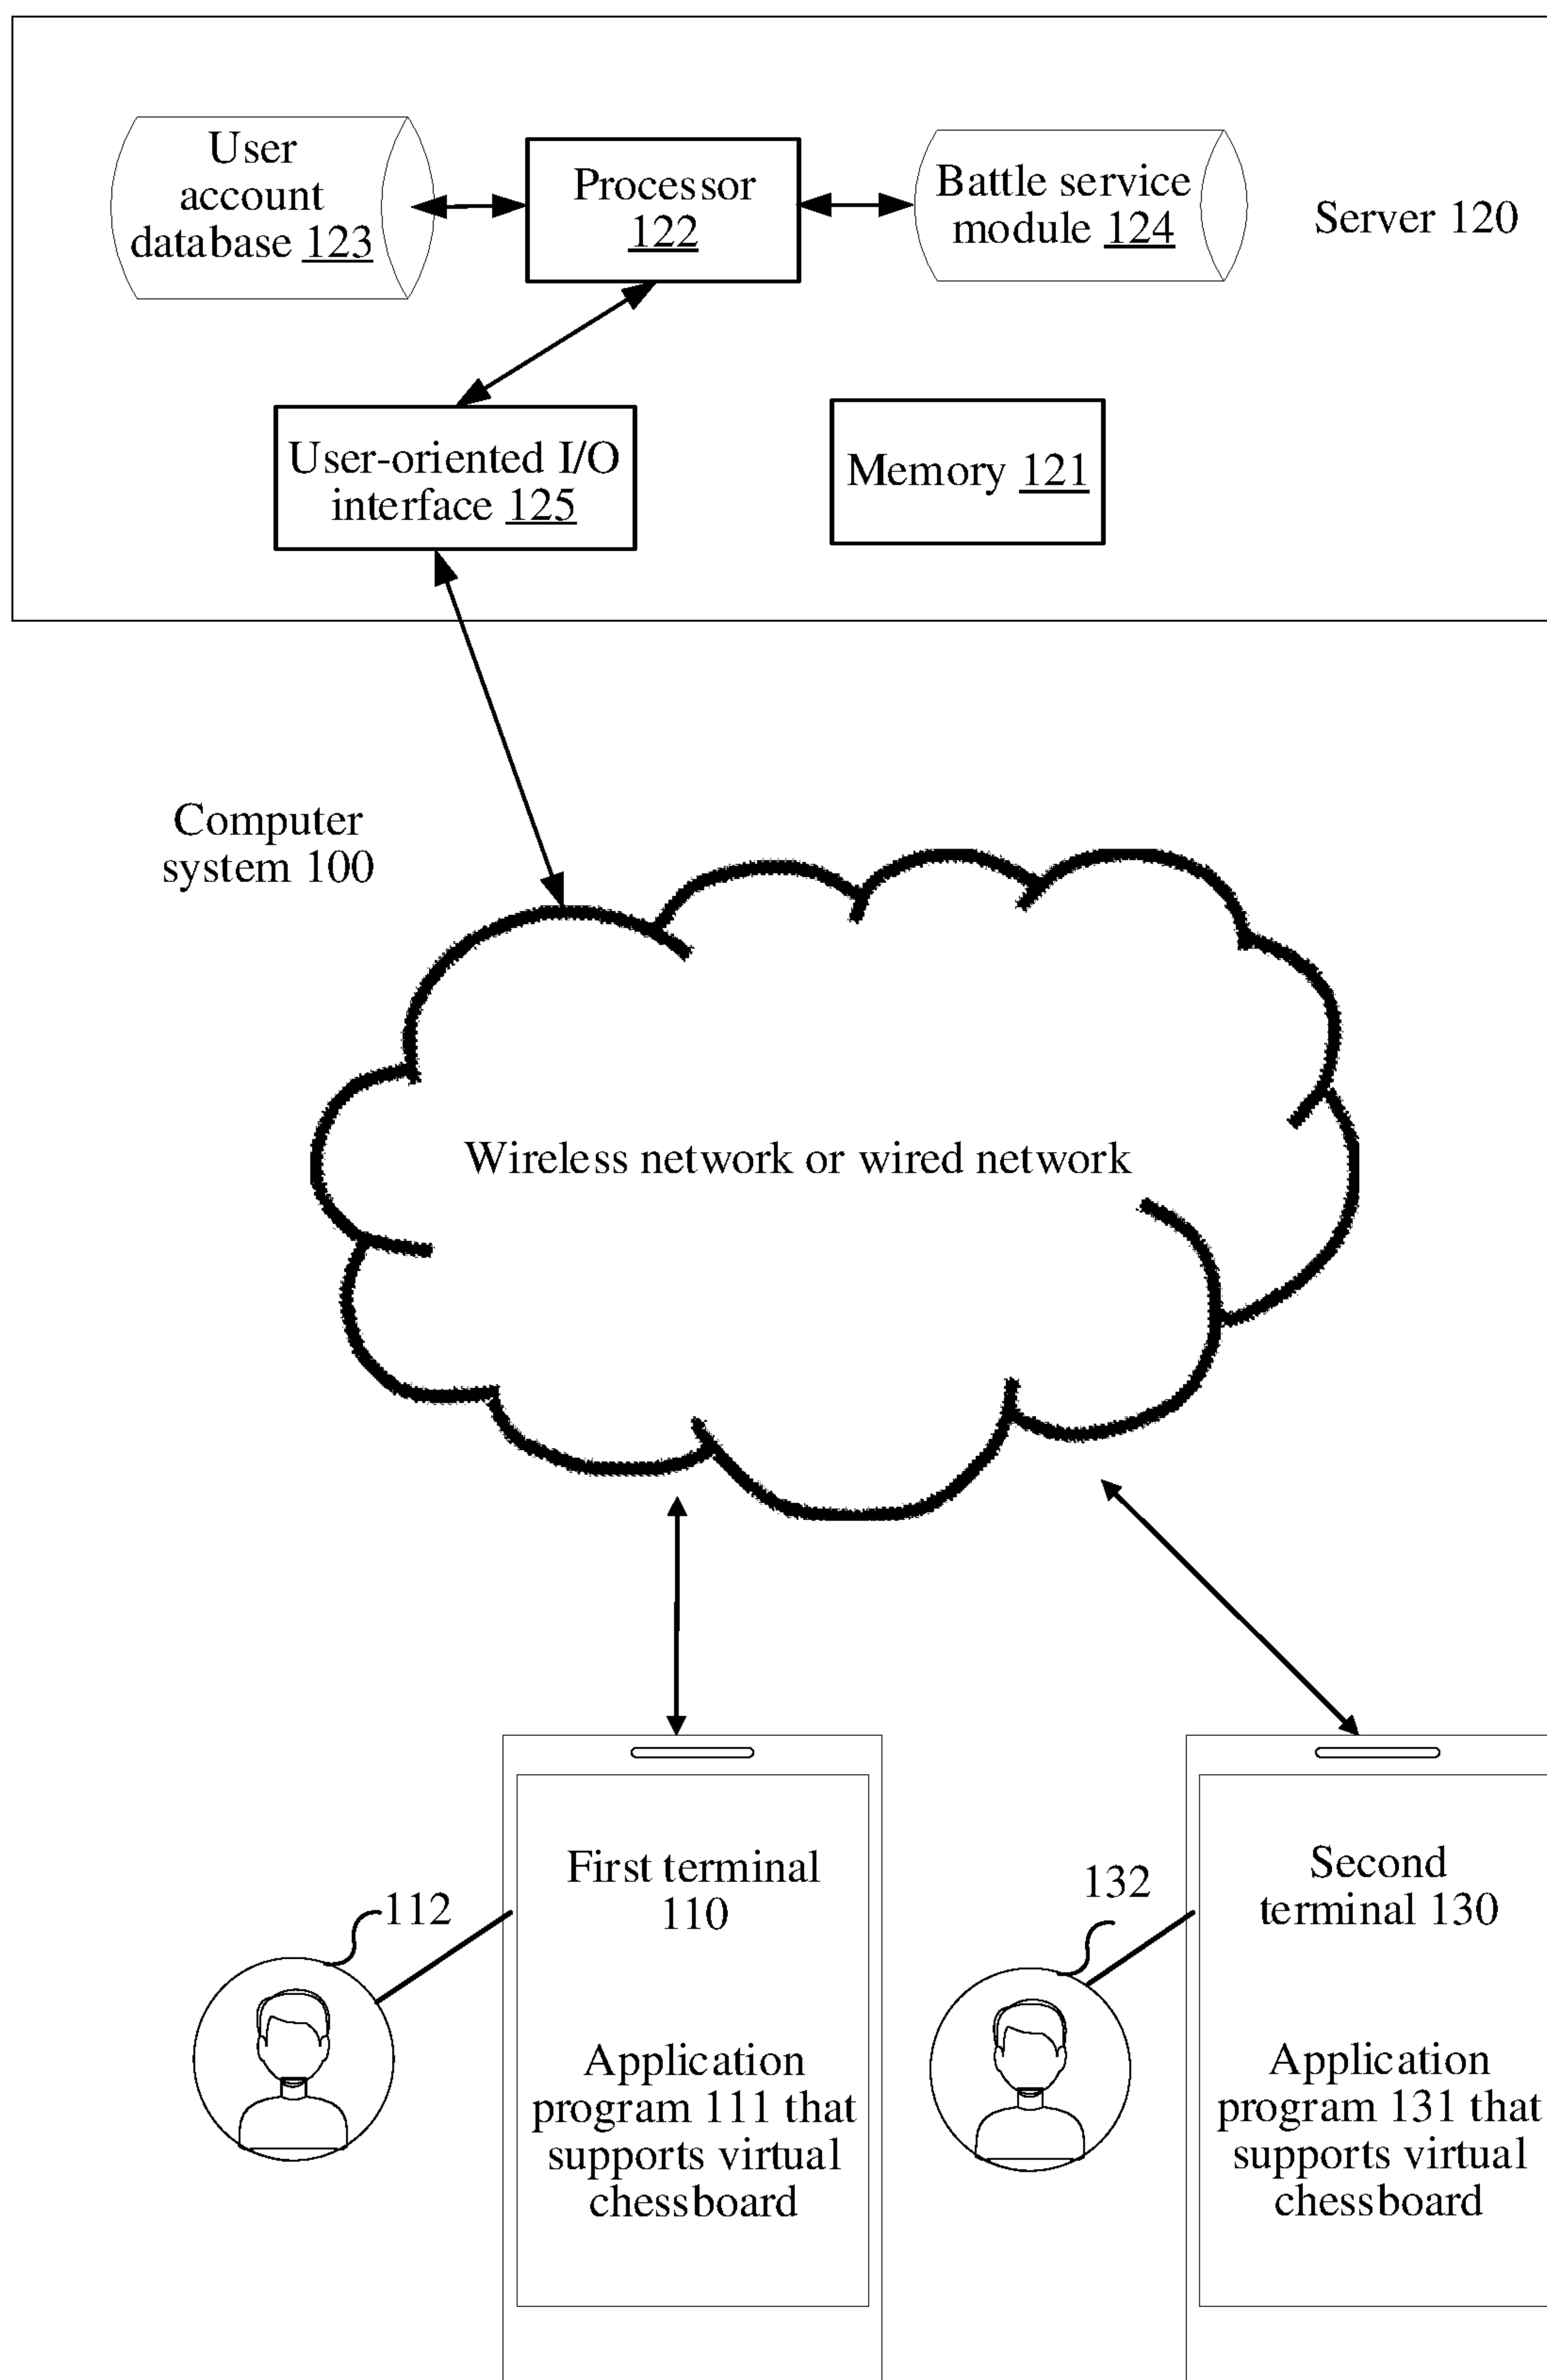 User
account
database 123
Processor
122
Battle service
module 124
Server 120
User-oriented I/O
interface 125
Memory 121
Computer
system 100
Wireless network or wired network
First terminal
110
112
Application
program 111 that
supports virtual
chessboard
Second
terminal 130
132
Application
program 131 that
supports virtual
chessboard